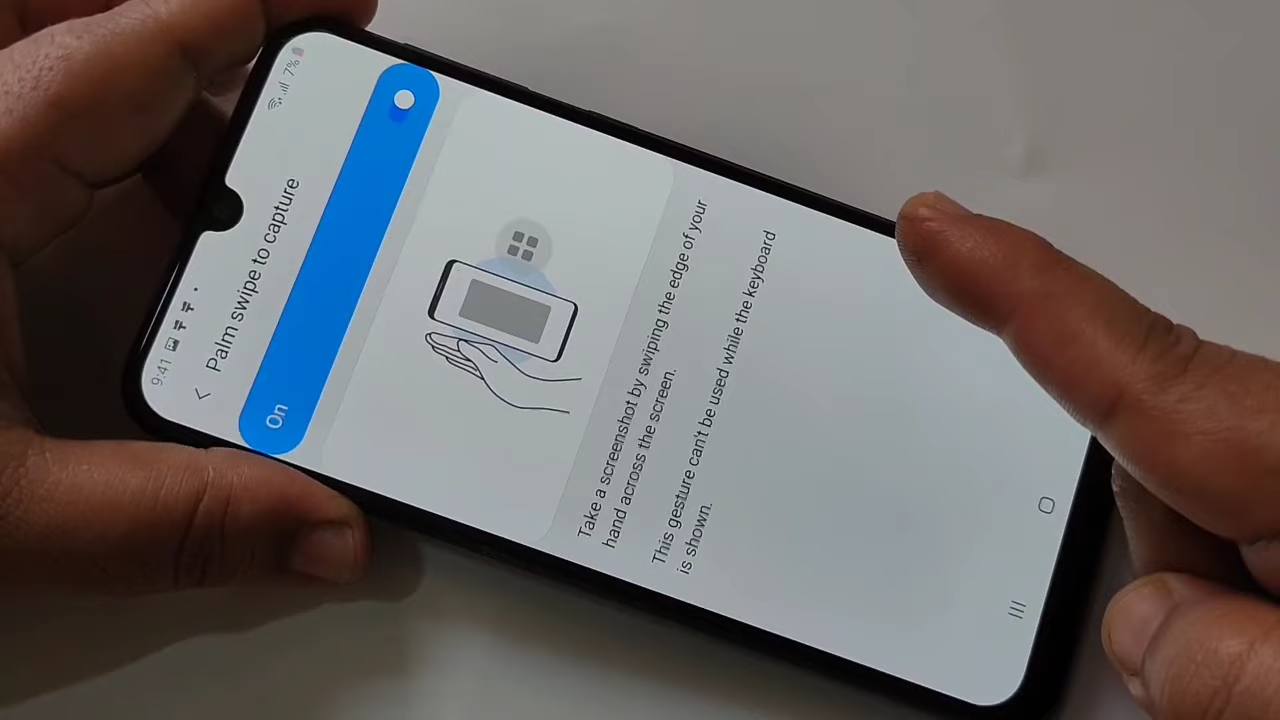 9:41
7%
Palm swipe to capture
On
Take a screenshot by swiping the edge of your
hand across the screen.
This gesture can't be used while the keyboard
is shown.